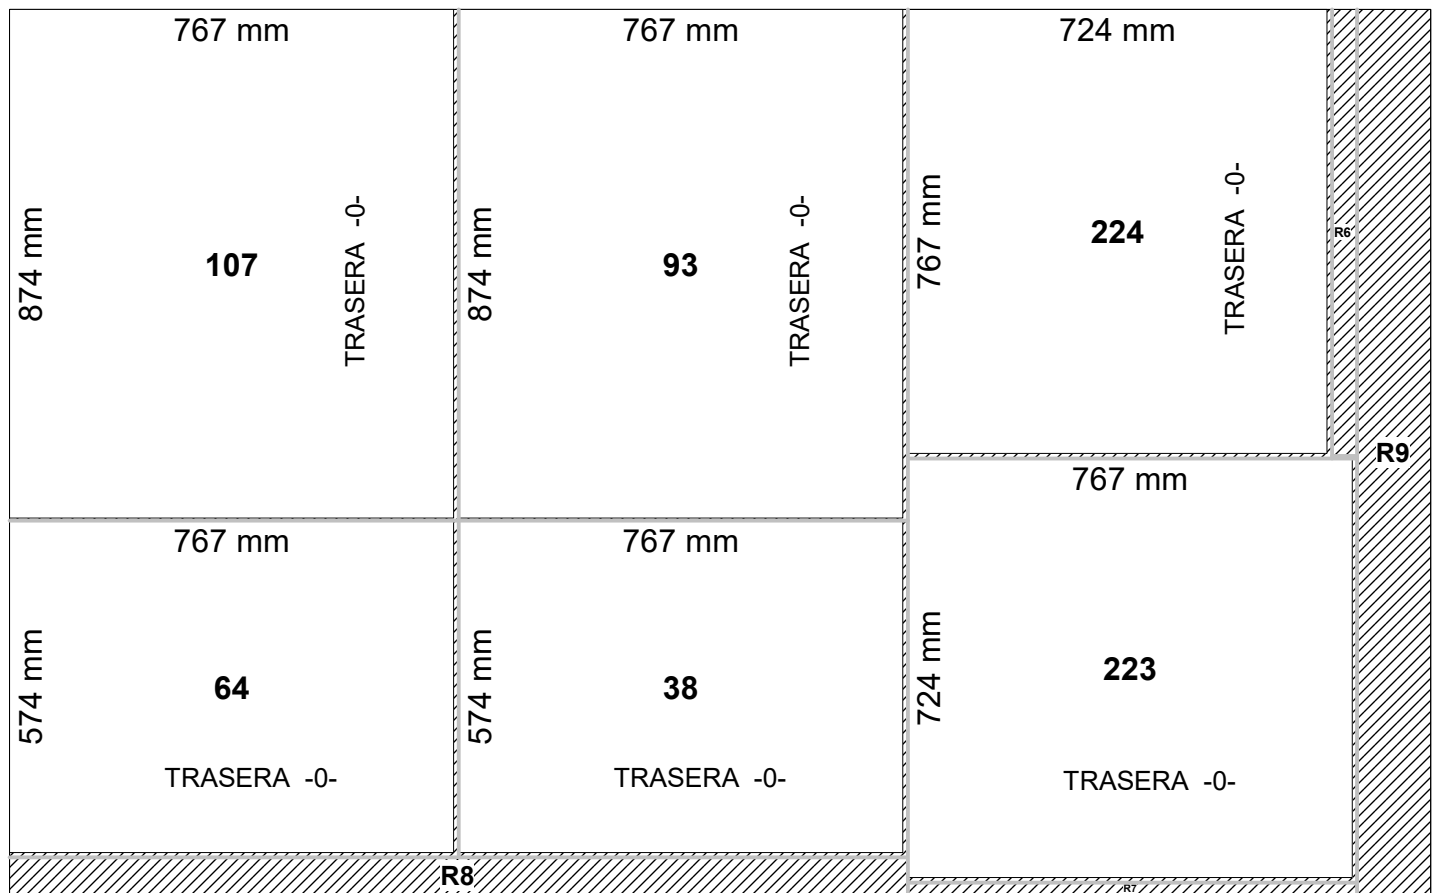 767 mm
874 mm
107
TRASERA -0-
767 mm
874 mm
93
TRASERA -0-
724 mm
767 mm
224
TRASERA -0-
R6
R9
767 mm
574 mm
64
TRASERA -0-
767 mm
574 mm
38
TRASERA -0-
767 mm
724 mm
223
TRASERA -0-
R8
R7